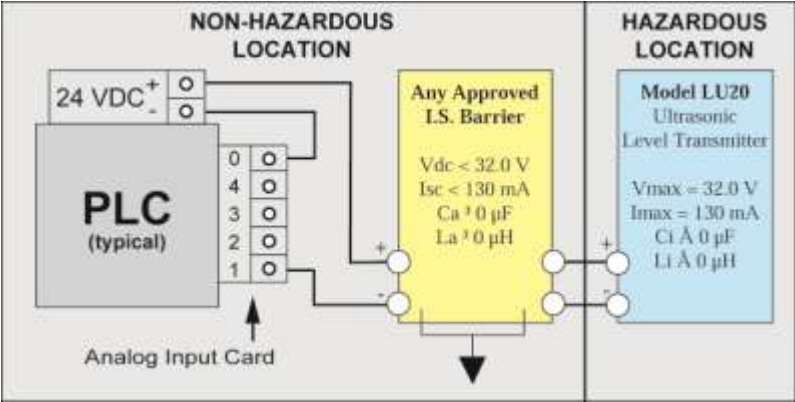 NON-HAZARDOUS
LOCATION
HAZARDOUS
LOCATION
24 VDC
+
-
PLC
(typical)
0
4
3
2
1
Analog Input Card
Any Approved
I.S. Barrier
Vdc < 32.0 V
Isc < 130 mA
Ca ³ 0 µF
La ³ 0 µH
+
-
Model LU20
Ultrasonic
Level Transmitter
Vmax = 32.0 V
Imax = 130 mA
Ci Å 0 µF
Li Å 0 µH
+
-